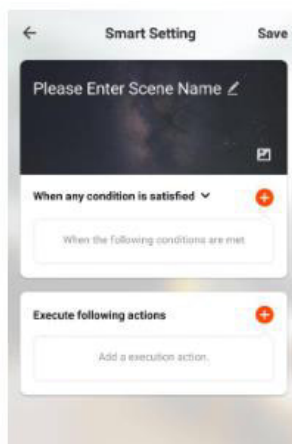 Smart Setting Save
Please Enter Scene Name
When any condition is satisfied
When the following conditions are met
Execute following actions
Add a execution action.